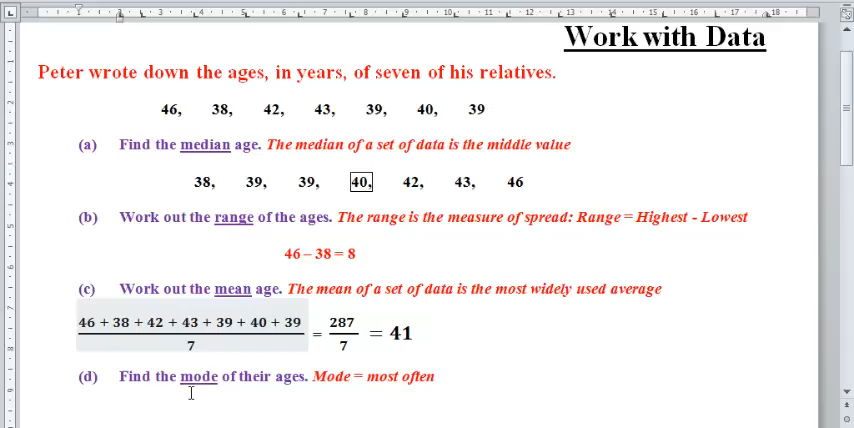 Work with Data
Peter wrote down the ages, in years, of seven of his relatives.
46, 38, 42, 43, 39, 40, 39
(a) Find the median age. The median of a set of data is the middle value
38, 39, 39, 40, 42, 43, 46
(b) Work out the range of the ages. The range is the measure of spread: Range = Highest - Lowest
46 – 38 = 8
(c) Work out the mean age. The mean of a set of data is the most widely used average
46 + 38 + 42 + 43 + 39 + 40 + 39
7
= 287
7
= 41
(d) Find the mode of their ages. Mode = most often